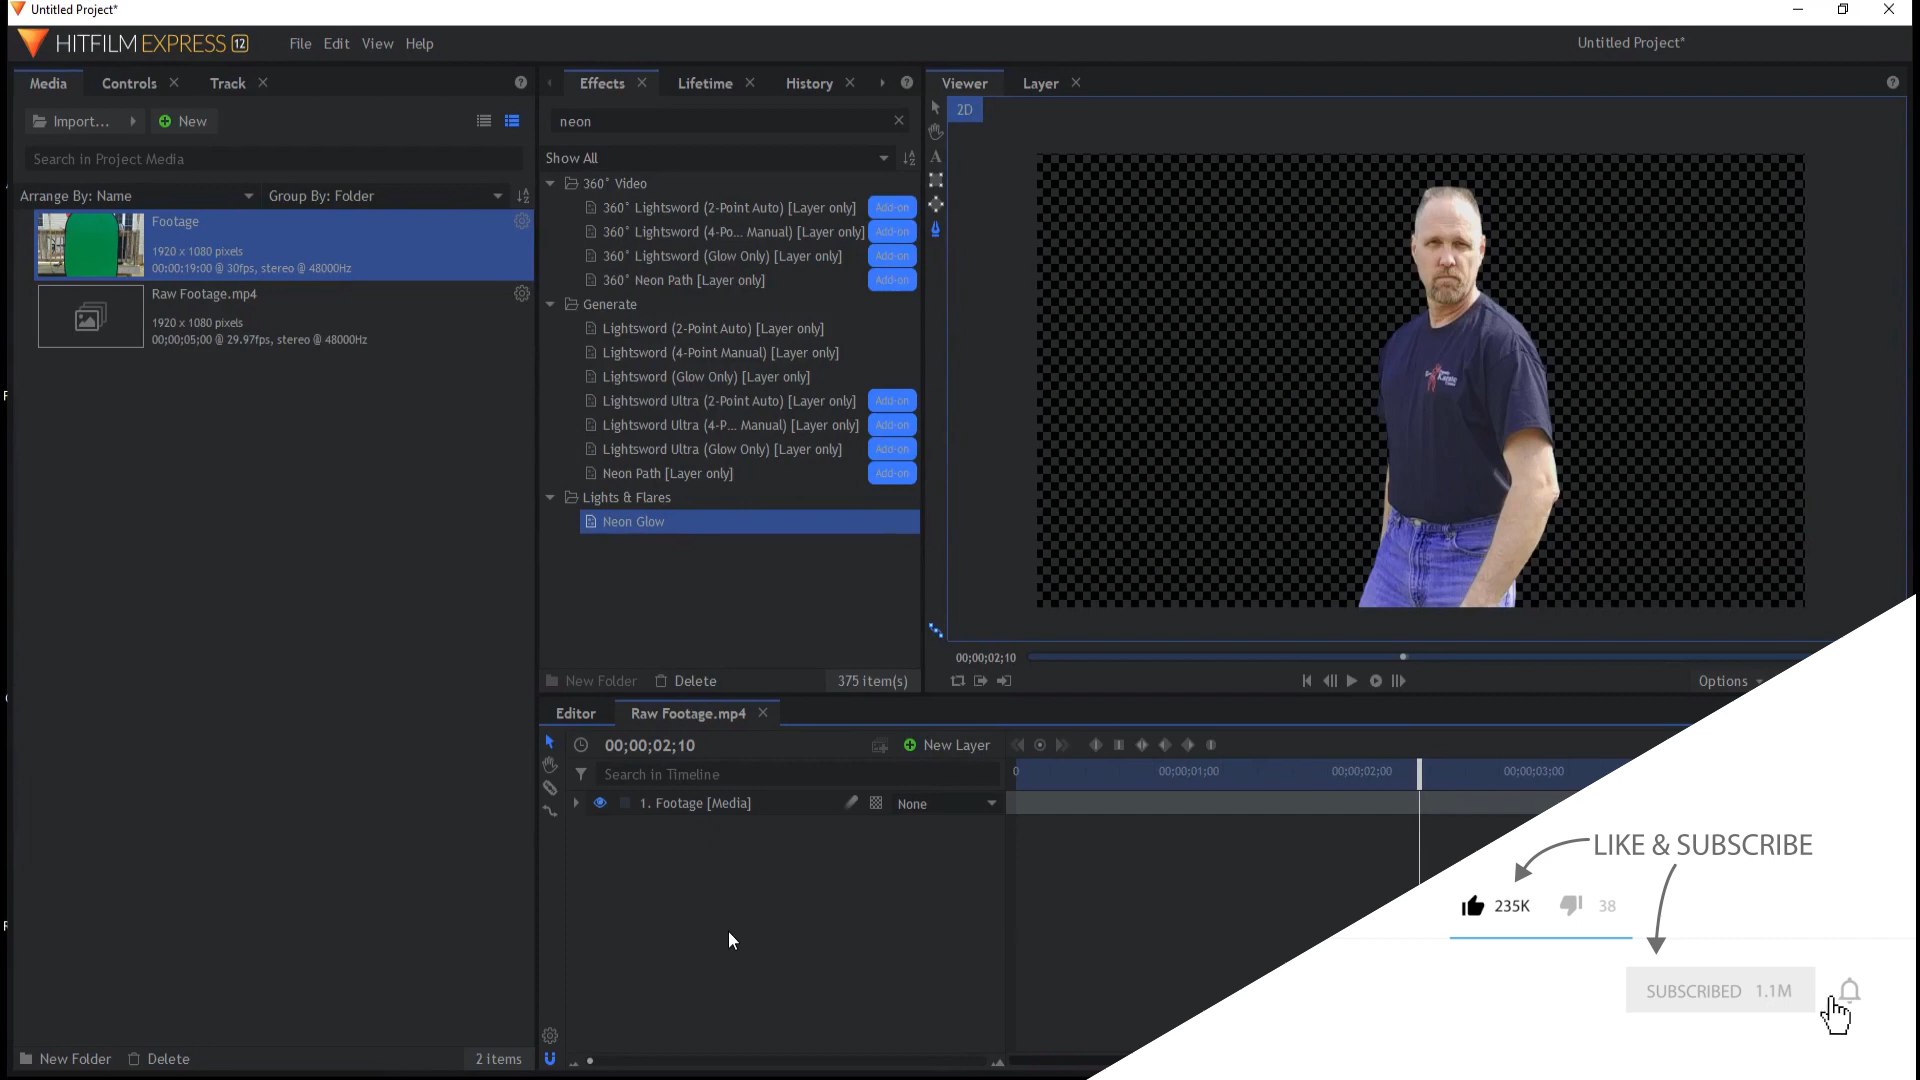 Untitled Project*
HITFILM EXPRESS 12
File Edit View Help
Untitled Project*
Media Controls Track
Effects Lifetime History
Viewer Layer
Import... New
neon
2D
Search in Project Media
Show All
Arrange By: Name Group By: Folder
Footage
1920 x 1080 pixels
00:00:19:00 @ 30fps, stereo @ 48000Hz
Raw Footage.mp4
1920 x 1080 pixels
00;00;05;00 @ 29.97fps, stereo @ 48000Hz
360° Video
360° Lightsword (2-Point Auto) [Layer only] Add-on
360° Lightsword (4-Po... Manual) [Layer only] Add-on
360° Lightsword (Glow Only) [Layer only] Add-on
360° Neon Path [Layer only] Add-on
Generate
Lightsword (2-Point Auto) [Layer only]
Lightsword (4-Point Manual) [Layer only]
Lightsword (Glow Only) [Layer only]
Lightsword Ultra (2-Point Auto) [Layer only] Add-on
Lightsword Ultra (4-P... Manual) [Layer only] Add-on
Lightsword Ultra (Glow Only) [Layer only] Add-on
Neon Path [Layer only] Add-on
Lights & Flares
Neon Glow
New Folder Delete 375 item(s)
00;00;02;10
Options
Editor Raw Footage.mp4
00;00;02;10 New Layer
Search in Timeline
0 00;00;01;00 00;00;02;00 00;00;03;00
1. Footage [Media] None
LIKE & SUBSCRIBE
235K 38
SUBSCRIBED 1.1M
New Folder Delete 2 items